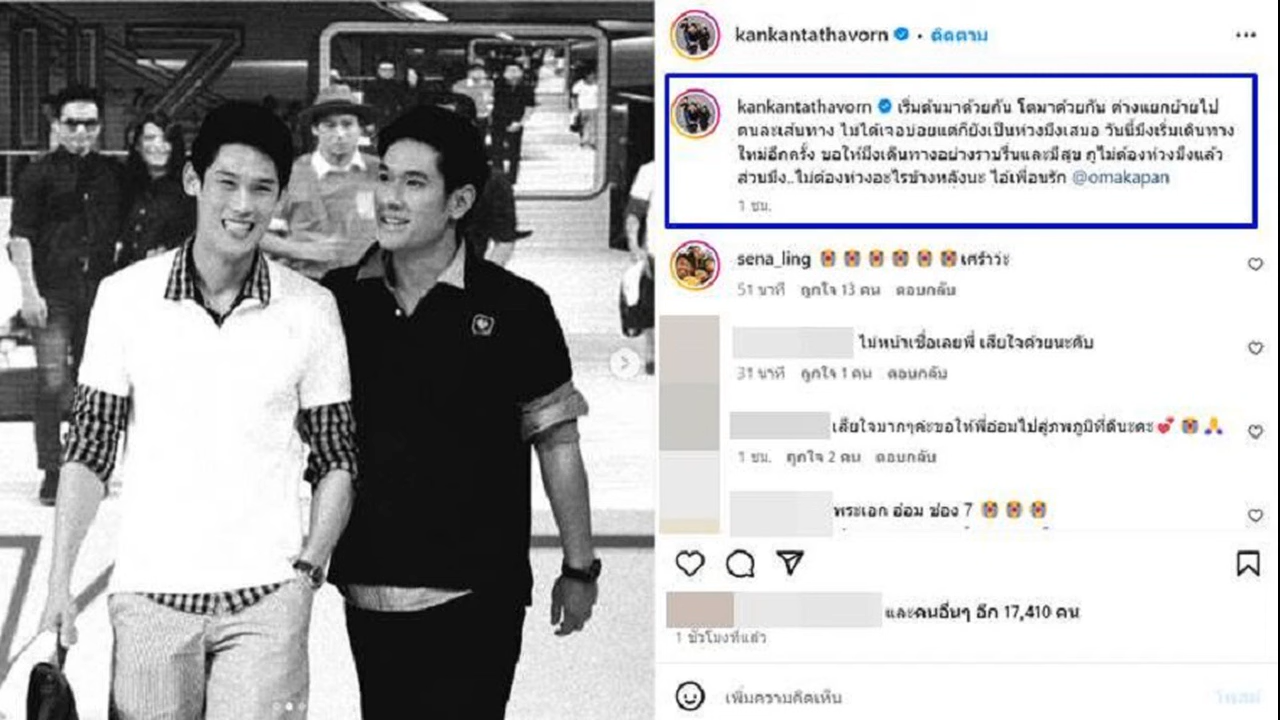 kankantathavorn • ติดตาม
kankantathavorn เริ่มต้นมาด้วยกัน โตมาด้วยกัน ต่างแยกย้ายไป
คนละเส้นทาง ไม่ได้เจอบ่อยแต่ก็ยังเป็นห่วงมึงเสมอ วันนี้มึงเริ่มเดินทาง
ใหม่อีกครั้ง ขอให้มึงเดินทางอย่างราบรื่นและมีสุข กูไม่ต้องห่วงมึงแล้ว
ส่วนมึง..ไม่ต้องห่วงอะไรข้างหลังนะ ไอ้เพื่อนรัก @omakapan
1 ชม.
sena_ling 😭😭😭😭😭😭เศร้าว่ะ
51 นาที ถูกใจ 13 คน ตอบกลับ
ไม่หน้าเชื่อเลยพี่ เสียใจด้วยนะคับ
31 นาที ถูกใจ 1 คน ตอบกลับ
เสียใจมากๆค่ะขอให้พี่อ๋อมไปสู่ภพภูมิที่ดีนะคะ💕 😭 🙏
1 ชม. ถูกใจ 2 คน ตอบกลับ
พระเอก อ๋อม ช่อง 7 😭 😭 😭
และคนอื่นๆ อีก 17,410 คน
1 ชั่วโมงที่แล้ว
เพิ่มความคิดเห็น
โพสต์